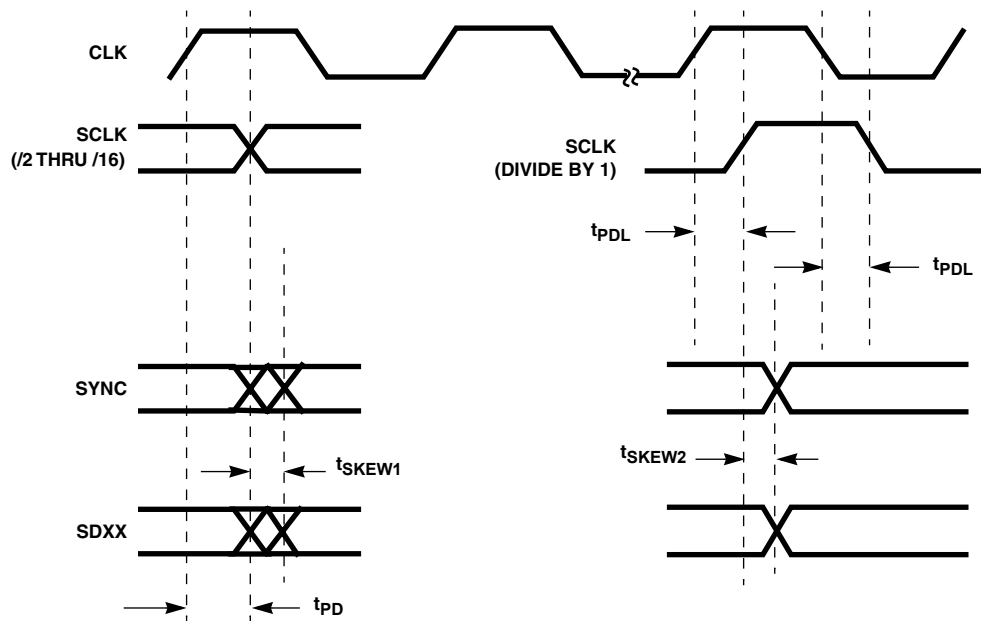 CLK
SCLK
(/2 THRU /16)
SCLK
(DIVIDE BY 1)
tPDL
tPDL
SYNC
tSKEW1
tSKEW2
SDXX
tPD